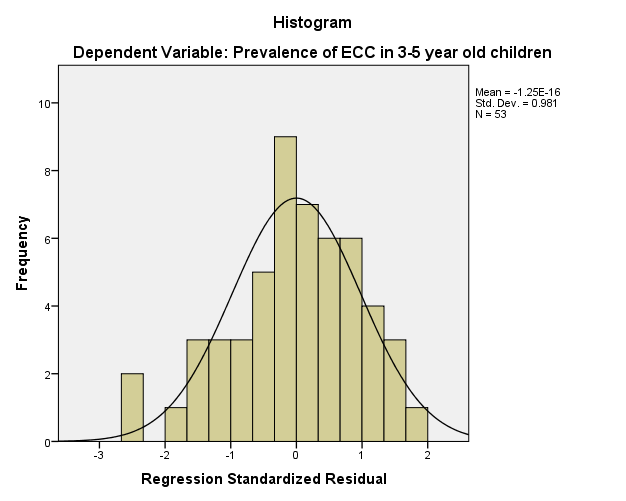 Histogram
Dependent Variable: Prevalence of ECC in 3-5 year old children
Mean = -1.25E-16
Std. Dev. = 0.981
N = 53
Frequency
10
8
6
4
2
0
-3 -2 -1 0 1 2
Regression Standardized Residual